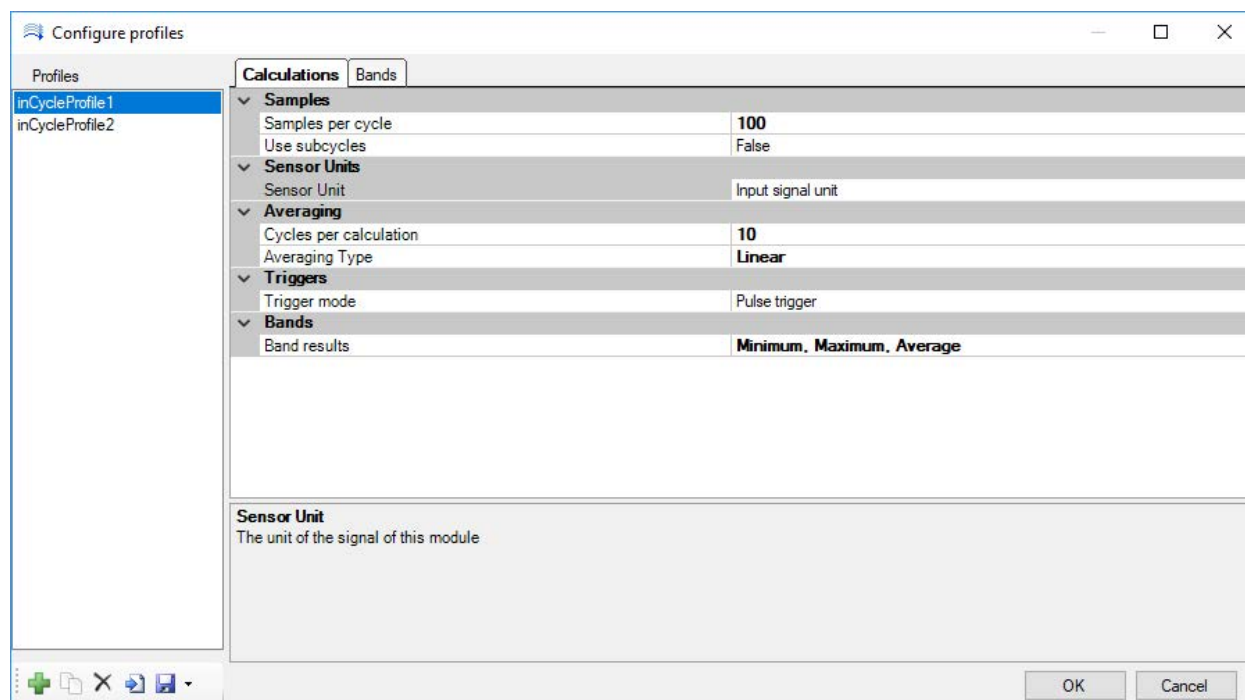 Configure profiles
Profiles
Calculations Bands
inCycleProfile1
inCycleProfile2
Samples
Samples per cycle 100
Use subcycles False
Sensor Units
Sensor Unit Input signal unit
Averaging
Cycles per calculation 10
Averaging Type Linear
Triggers
Trigger mode Pulse trigger
Bands
Band results Minimum, Maximum, Average
Sensor Unit
The unit of the signal of this module
OK Cancel